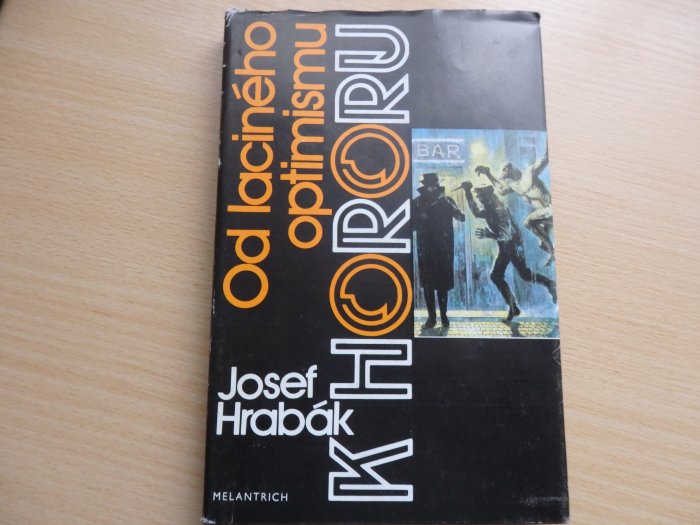 Od laciného
optimismu
K HORORU
Josef
Hrabák
MELANTRICH
BAR